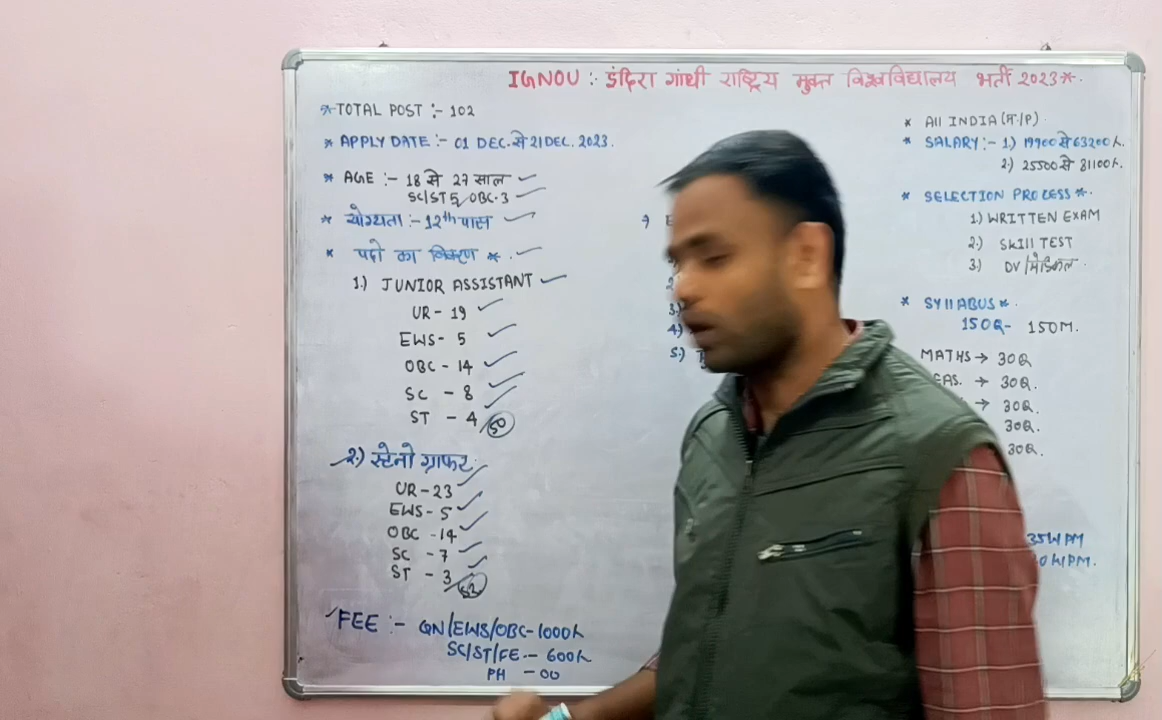 IGNOU : इंदिरा गांधी राष्ट्रिय मुक्त विश्वविद्यालय भर्ती 2023*.
* TOTAL POST :- 102
* APPLY DATE :- 01 DEC. से 21 DEC. 2023.
* AGE :- 18 से 27 साल
SC/ST 5, OBC-3
* योग्यता :- 12th पास
* पदो का विवरण *.
1.) JUNIOR ASSISTANT
UR - 19
EWS - 5
OBC - 14
SC - 8
ST - 4 50
2.) स्टेनो ग्राफर
UR - 23
EWS - 5
OBC - 14
SC - 7
ST - 3 52
FEE :- GN/EWS/OBC - 1000/-
SC/ST/FE - 600/-
PH - 00
3.)
4.)
5.)
* All INDIA (M/F)
* SALARY :- 1.) 19900 से 63200/-
2.) 25500 से 81100/-
* SELECTION PROCESS *.
1.) WRITTEN EXAM
2.) SKILL TEST
3.) DV/मेडिकल
* SYLLABUS *.
150Q - 150M.
MATHS → 30Q
→ 30Q.
→ 30Q.
30Q.
30Q.
35WPM
WPM.